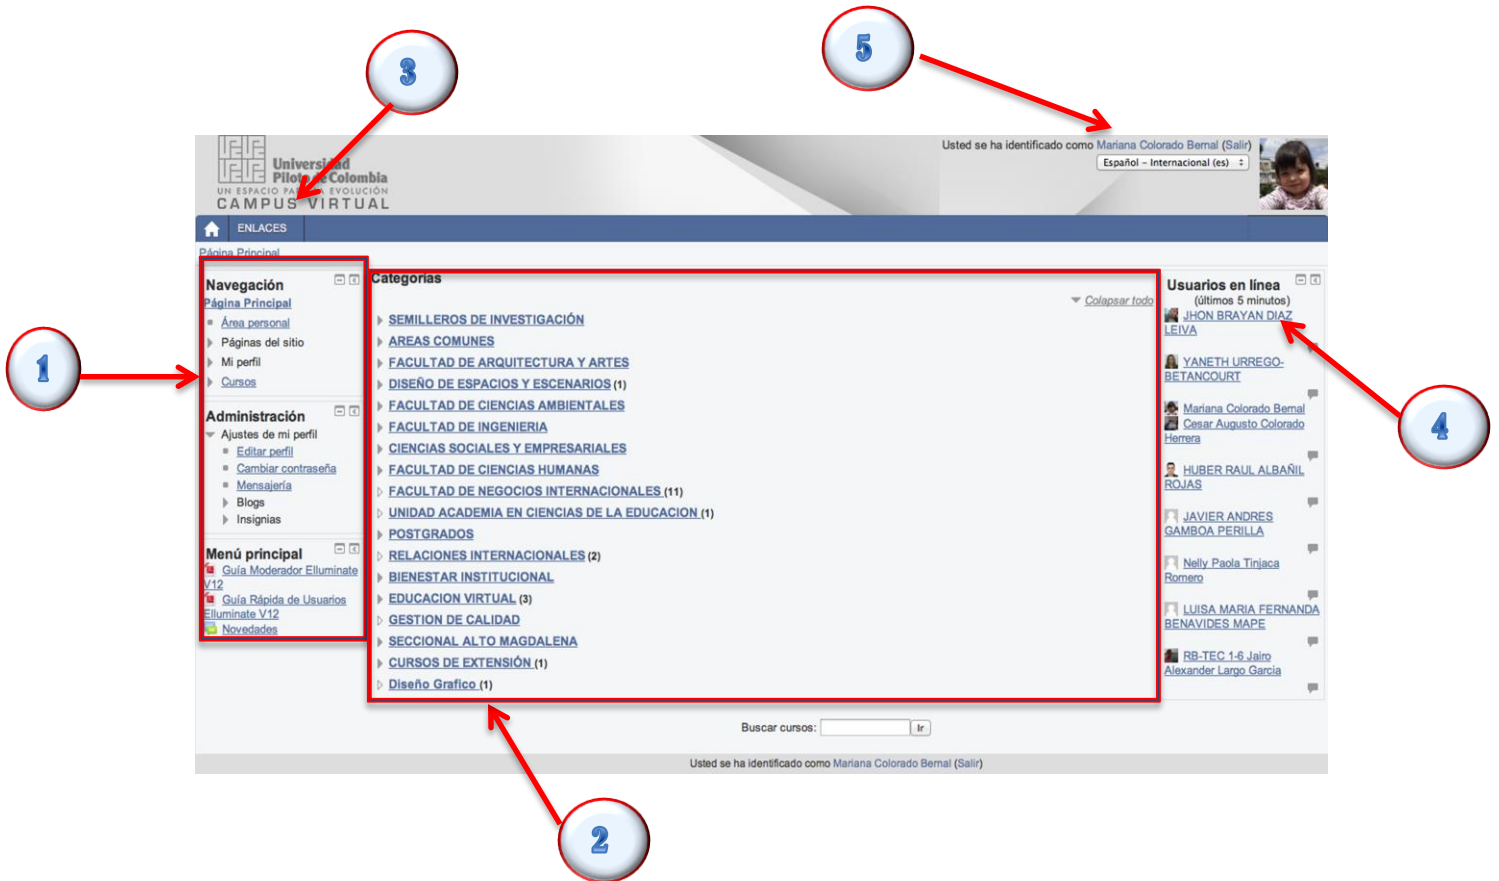 3
5
Universidad
Piloto de Colombia
UN ESPACIO PARA LA EVOLUCIÓN
CAMPUS VIRTUAL
Usted se ha identificado como Mariana Colorado Bernal (Salir)
Español - Internacional (es)
ENLACES
Página Principal
1
Navegación
Página Principal
Área personal
Páginas del sitio
Mi perfil
Cursos
Administración
Ajustes de mi perfil
Editar perfil
Cambiar contraseña
Mensajería
Blogs
Insignias
Menú principal
Guía Moderador Elluminate
V12
Guía Rápida de Usuarios
Elluminate V12
Novedades
Categorías
Colapsar todo
SEMILLEROS DE INVESTIGACIÓN
AREAS COMUNES
FACULTAD DE ARQUITECTURA Y ARTES
DISEÑO DE ESPACIOS Y ESCENARIOS (1)
FACULTAD DE CIENCIAS AMBIENTALES
FACULTAD DE INGENIERIA
CIENCIAS SOCIALES Y EMPRESARIALES
FACULTAD DE CIENCIAS HUMANAS
FACULTAD DE NEGOCIOS INTERNACIONALES (11)
UNIDAD ACADEMIA EN CIENCIAS DE LA EDUCACION (1)
POSTGRADOS
RELACIONES INTERNACIONALES (2)
BIENESTAR INSTITUCIONAL
EDUCACION VIRTUAL (3)
GESTION DE CALIDAD
SECCIONAL ALTO MAGDALENA
CURSOS DE EXTENSIÓN (1)
Diseño Grafico (1)
Usuarios en línea
(últimos 5 minutos)
JHON BRAYAN DIAZ
LEIVA
YANETH URREGO-
BETANCOURT
Mariana Colorado Bernal
Cesar Augusto Colorado
Herrera
HUBER RAUL ALBAÑIL
ROJAS
JAVIER ANDRES
GAMBOA PERILLA
Nelly Paola Tinjaca
Romero
LUISA MARIA FERNANDA
BENAVIDES MAPE
RB-TEC 1-6 Jairo
Alexander Largo Garcia
4
Buscar cursos:
Ir
Usted se ha identificado como Mariana Colorado Bernal (Salir)
2